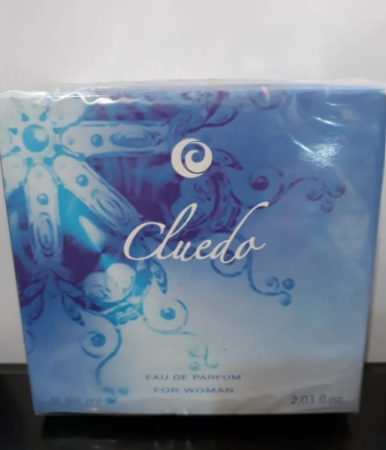 Cluedo
EAU DE PARFUM
FOR WOMAN
60 ml
2.03 fl.oz.